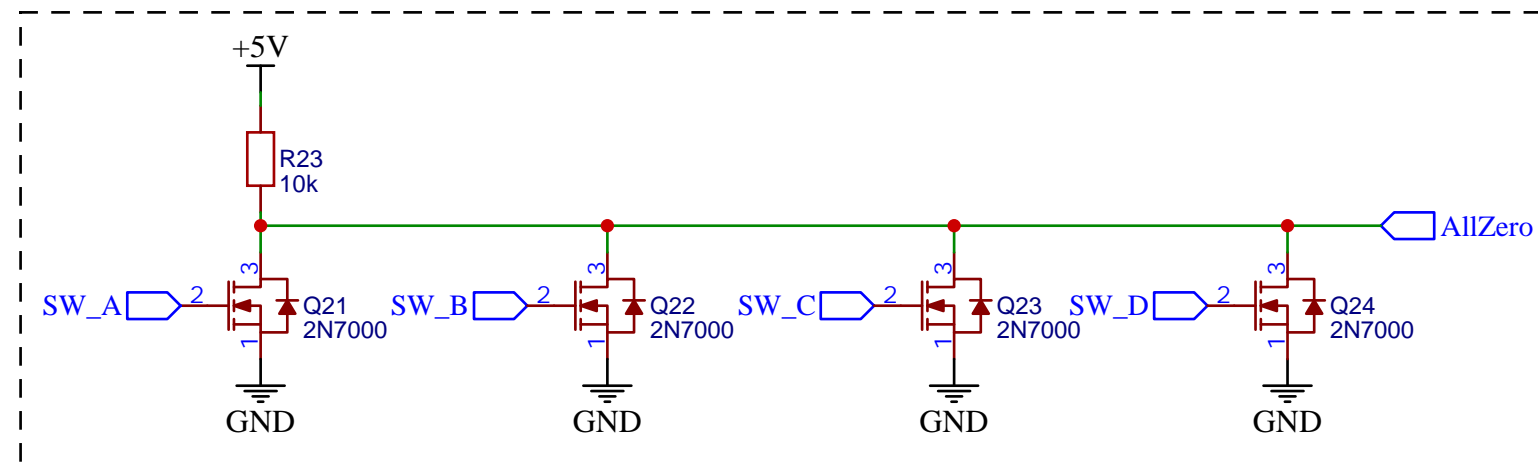 +5V
R23
10k
AllZero
3
3
3
3
SW_A
2
Q21
2N7000
SW_B
2
Q22
2N7000
SW_C
2
Q23
2N7000
SW_D
2
Q24
2N7000
1
1
1
1
GND
GND
GND
GND